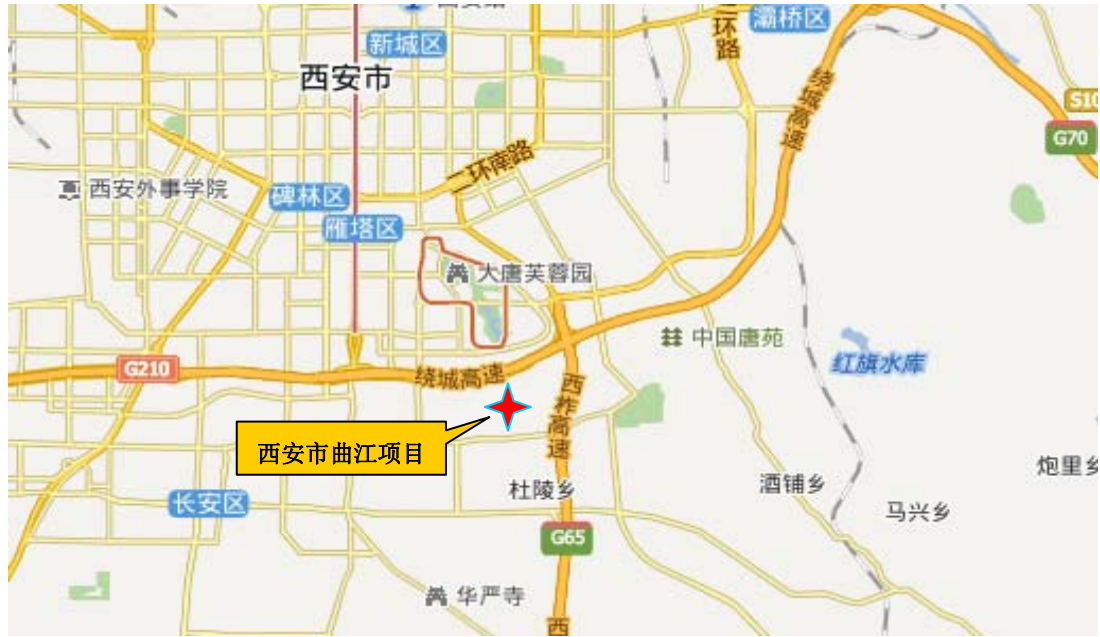 西安站
新城区
西安市
二环路
灞桥区
绕城高速
S10
G70
二环南路
西安外事学院
碑林区
雁塔区
大唐芙蓉园
中国唐苑
红旗水库
G210
绕城高速
西柞高速
西安市曲江项目
炮里乡
杜陵乡
酒铺乡
长安区
马兴乡
G65
华严寺
西